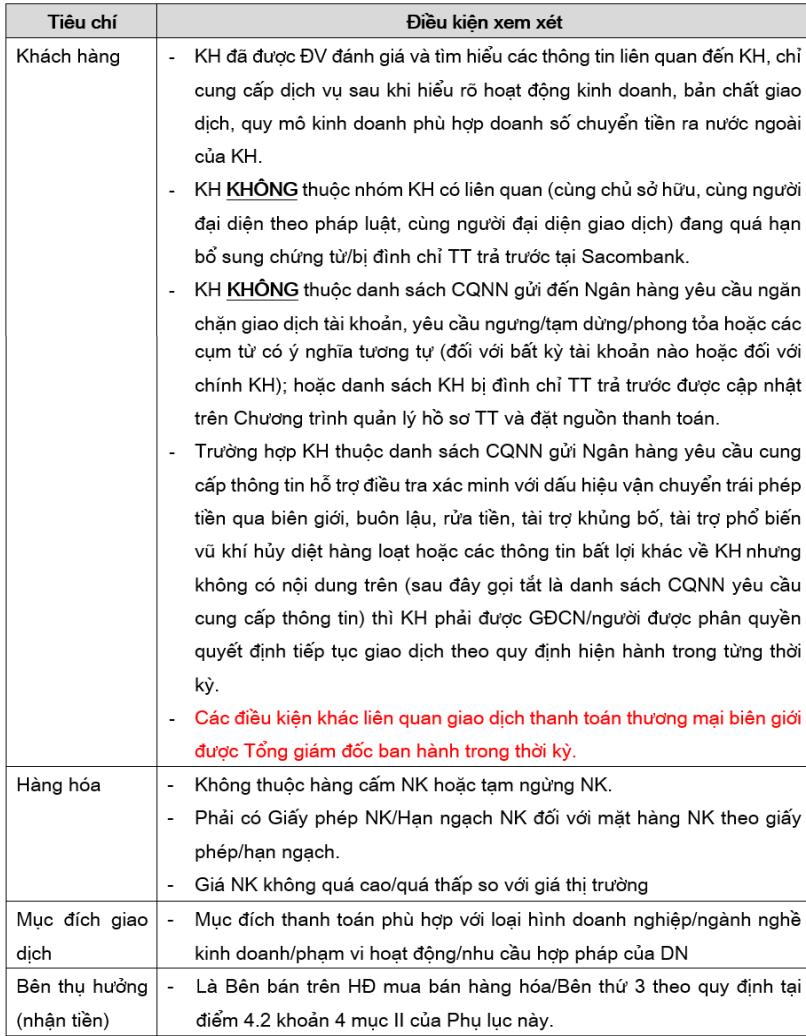 Tiêu chí
Điều kiện xem xét
Khách hàng
- KH đã được ĐV đánh giá và tìm hiểu các thông tin liên quan đến KH, chỉ
cung cấp dịch vụ sau khi hiểu rõ hoạt động kinh doanh, bản chất giao
dịch, quy mô kinh doanh phù hợp doanh số chuyển tiền ra nước ngoài
của KH.
- KH KHÔNG thuộc nhóm KH có liên quan (cùng chủ sở hữu, cùng người
đại diện theo pháp luật, cùng người đại diện giao dịch) đang quá hạn
bổ sung chứng từ/bị đình chỉ TT trả trước tại Sacombank.
- KH KHÔNG thuộc danh sách CQNN gửi đến Ngân hàng yêu cầu ngăn
chặn giao dịch tài khoản, yêu cầu ngưng/tạm dừng/phong tỏa hoặc các
cụm từ có ý nghĩa tương tự (đối với bất kỳ tài khoản nào hoặc đối với
chính KH); hoặc danh sách KH bị đình chỉ TT trả trước được cập nhật
trên Chương trình quản lý hồ sơ TT và đặt nguồn thanh toán.
- Trường hợp KH thuộc danh sách CQNN gửi Ngân hàng yêu cầu cung
cấp thông tin hỗ trợ điều tra xác minh với dấu hiệu vận chuyển trái phép
tiền qua biên giới, buôn lậu, rửa tiền, tài trợ khủng bố, tài trợ phổ biến
vũ khí hủy diệt hàng loạt hoặc các thông tin bất lợi khác về KH nhưng
không có nội dung trên (sau đây gọi tắt là danh sách CQNN yêu cầu
cung cấp thông tin) thì KH phải được GĐCN/người được phân quyền
quyết định tiếp tục giao dịch theo quy định hiện hành trong từng thời
kỳ.
- Các điều kiện khác liên quan giao dịch thanh toán thương mại biên giới
được Tổng giám đốc ban hành trong thời kỳ.
Hàng hóa
- Không thuộc hàng cấm NK hoặc tạm ngừng NK.
- Phải có Giấy phép NK/Hạn ngạch NK đối với mặt hàng NK theo giấy
phép/hạn ngạch.
- Giá NK không quá cao/quá thấp so với giá thị trường
Mục đích giao
dịch
- Mục đích thanh toán phù hợp với loại hình doanh nghiệp/ngành nghề
kinh doanh/phạm vi hoạt động/nhu cầu hợp pháp của DN
Bên thụ hưởng
(nhận tiền)
- Là Bên bán trên HĐ mua bán hàng hóa/Bên thứ 3 theo quy định tại
điểm 4.2 khoản 4 mục II của Phụ lục này.